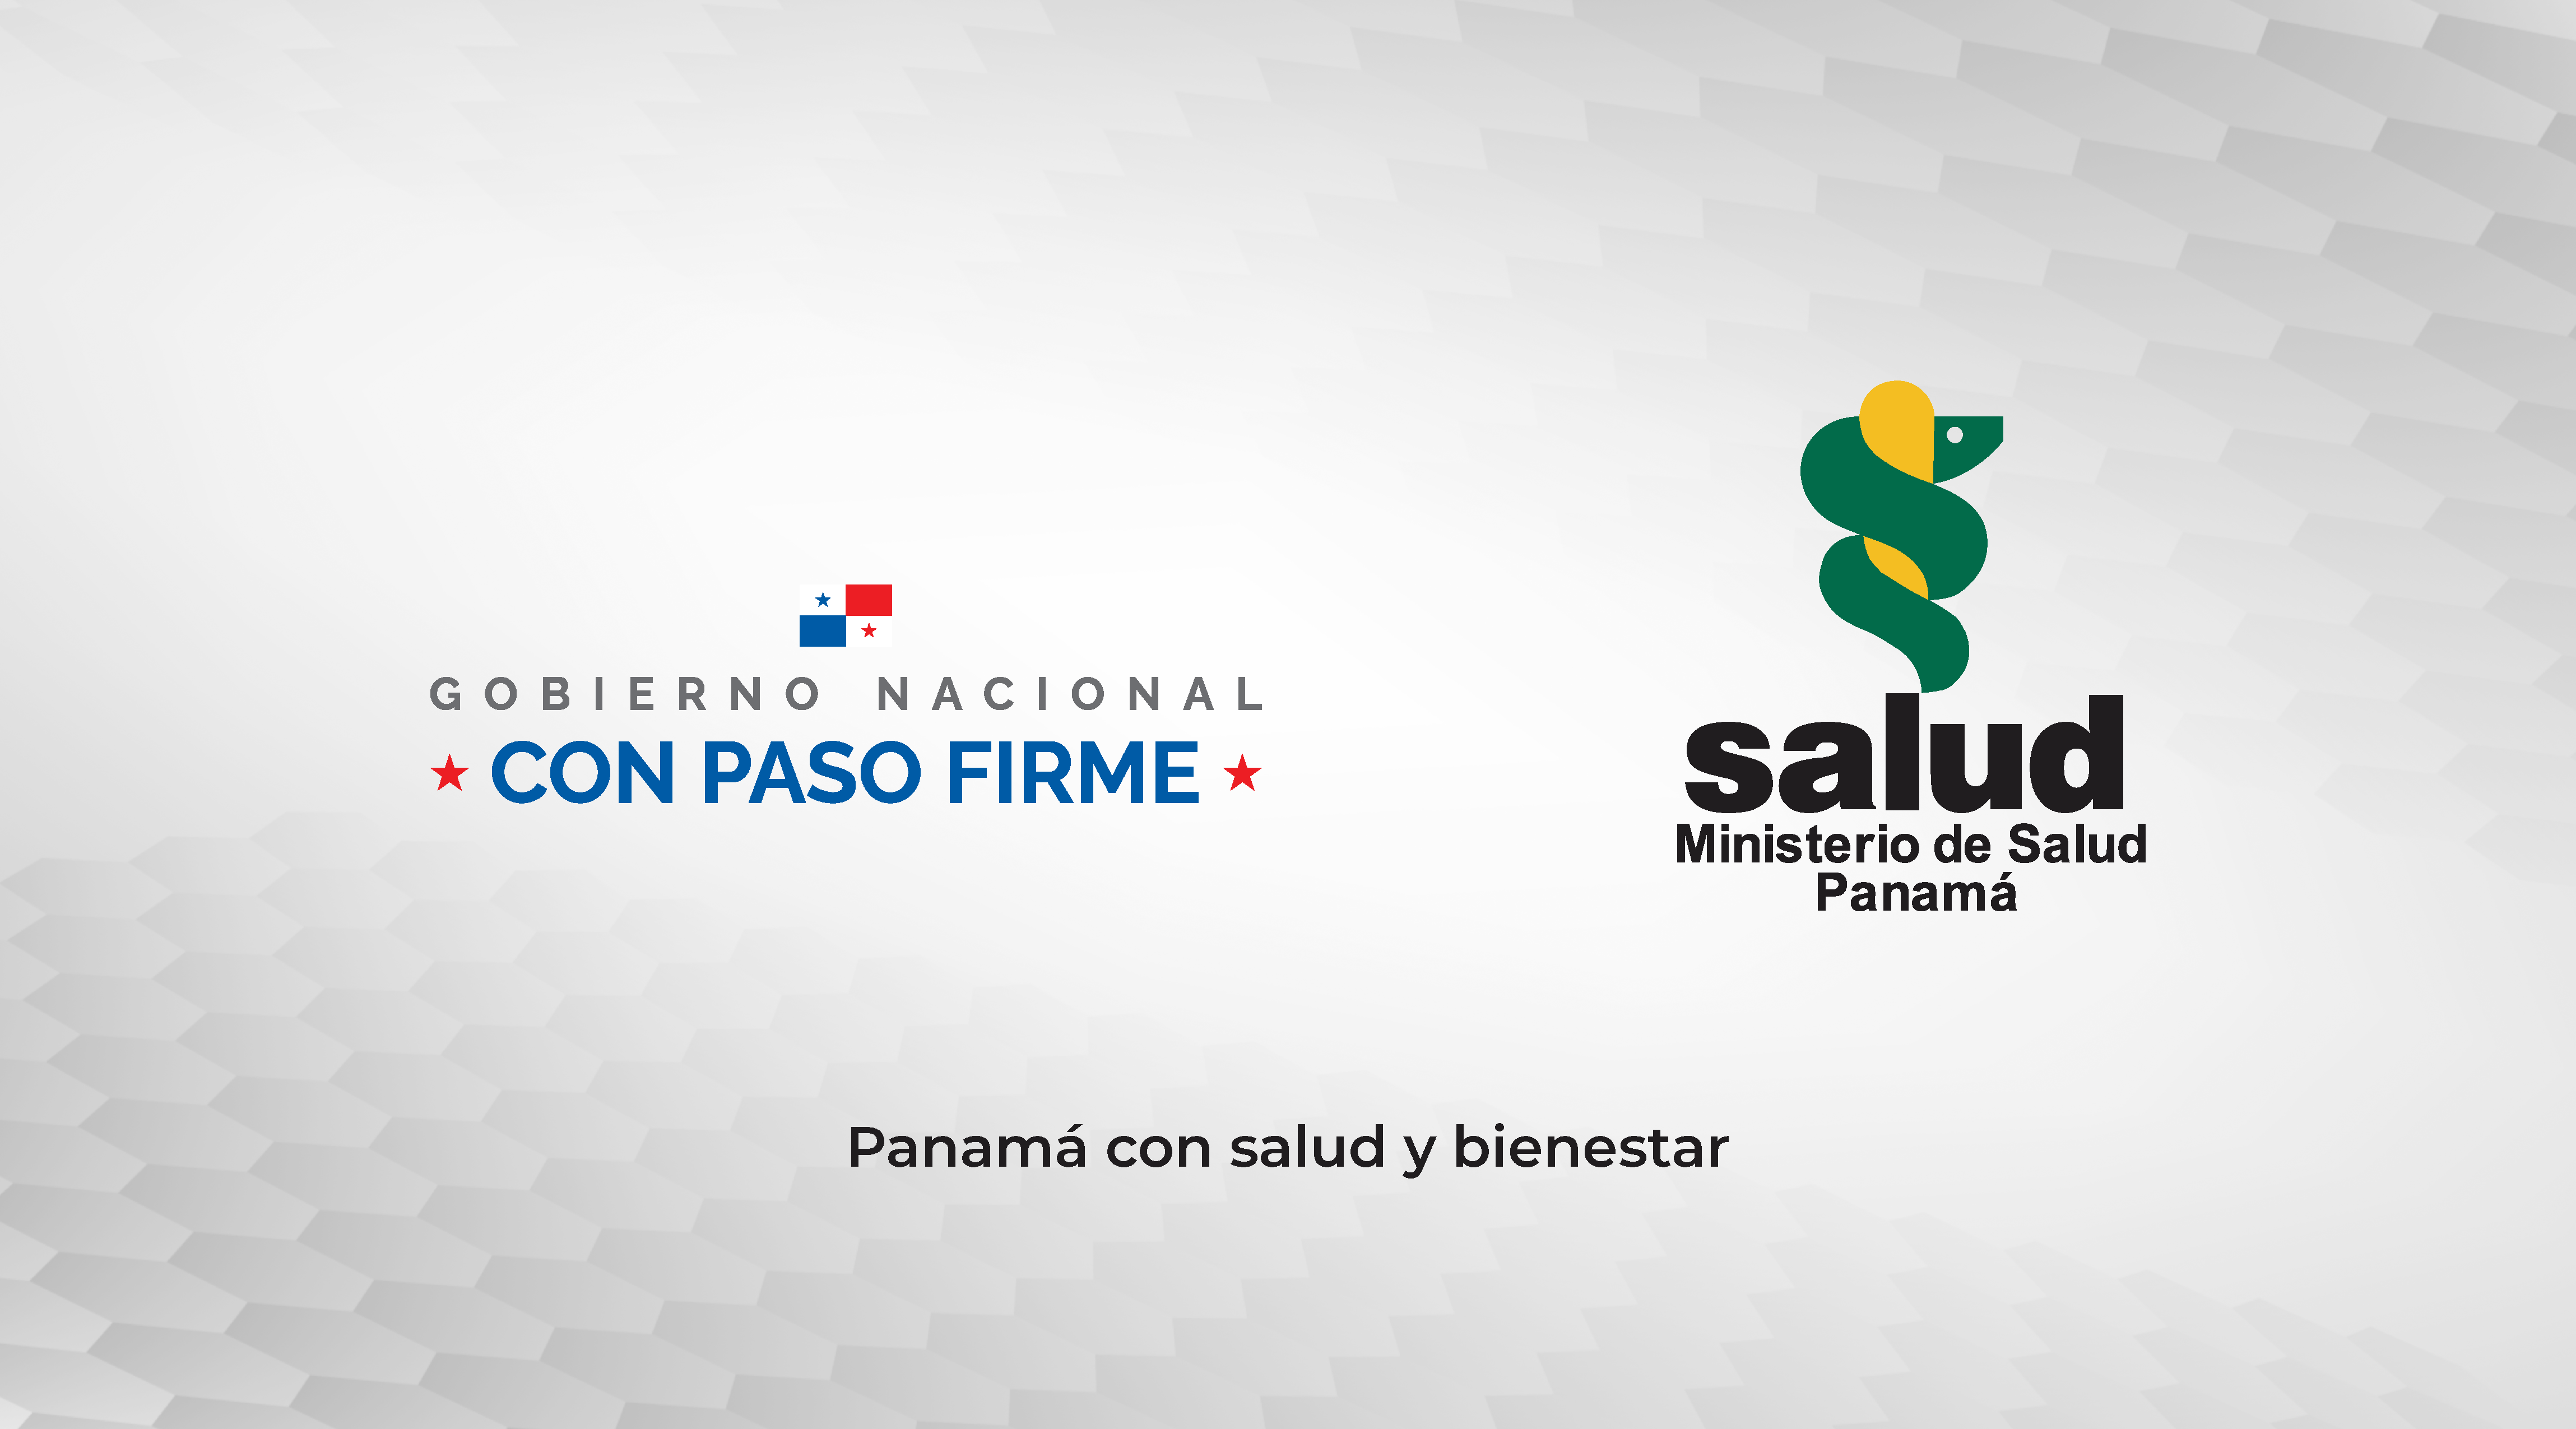 GOBIERNO NACIONAL
CON PASO FIRME
salud
Ministerio de Salud
Panamá
Panamá con salud y bienestar